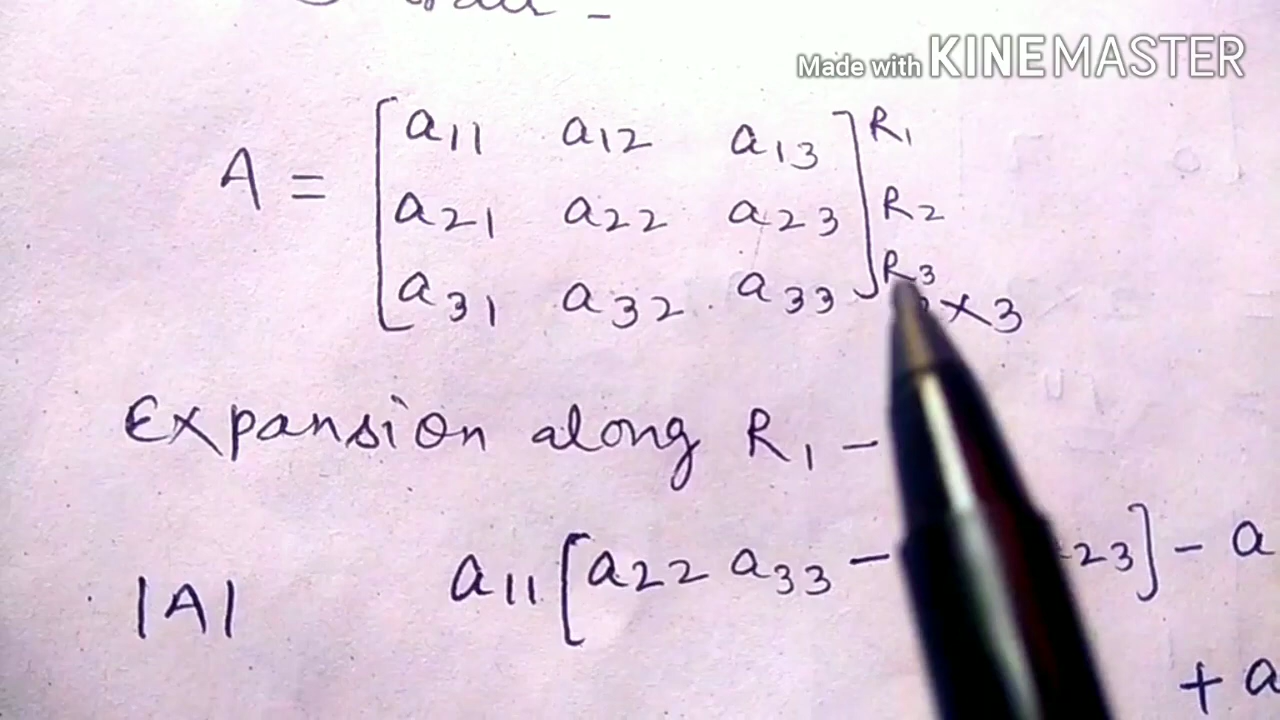 Made with KINEMASTER
A = [ a11 a12 a13 ] R1
a21 a22 a23 R2
a31 a32 a33 R3
×3
Expansion along R1 -
|A| a11 [ a22 a33 - 23 ] - a
+ a